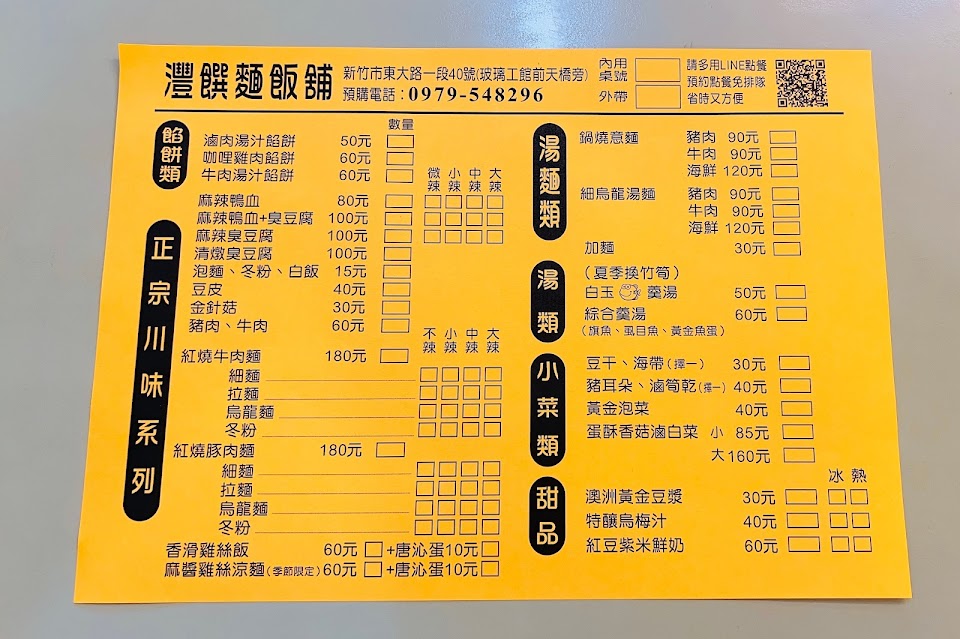 灃饌麵飯舖 新竹市東大路一段40號(玻璃工館前天橋旁)
預購電話：0979-548296
內用桌號
外帶
請多用LINE點餐
預約點餐免排隊
省時又方便
餡餅類
數量
滷肉湯汁餡餅 50元
咖哩雞肉餡餅 60元
牛肉湯汁餡餅 60元
正宗川味系列
微辣 小辣 中辣 大辣
麻辣鴨血 80元
麻辣鴨血+臭豆腐 100元
麻辣臭豆腐 100元
清燉臭豆腐 100元
泡麵、冬粉、白飯 15元
豆皮 40元
金針菇 30元
豬肉、牛肉 60元
不辣 小辣 中辣 大辣
紅燒牛肉麵 180元
細麵
拉麵
烏龍麵
冬粉
紅燒豚肉麵 180元
細麵
拉麵
烏龍麵
冬粉
香滑雞絲飯 60元 +唐沁蛋10元
麻醬雞絲涼麵(季節限定) 60元 +唐沁蛋10元
湯麵類
鍋燒意麵 豬肉 90元
牛肉 90元
海鮮 120元
細烏龍湯麵 豬肉 90元
牛肉 90元
海鮮 120元
加麵 30元
湯類
(夏季換竹筍)
白玉 羹湯 50元
綜合羹湯 60元
(旗魚、虱目魚、黃金魚蛋)
小菜類
豆干、海帶(擇一) 30元
豬耳朵、滷筍乾(擇一) 40元
黃金泡菜 40元
蛋酥香菇滷白菜 小 85元
大 160元
甜品
冰 熱
澳洲黃金豆漿 30元
特釀烏梅汁 40元
紅豆紫米鮮奶 60元